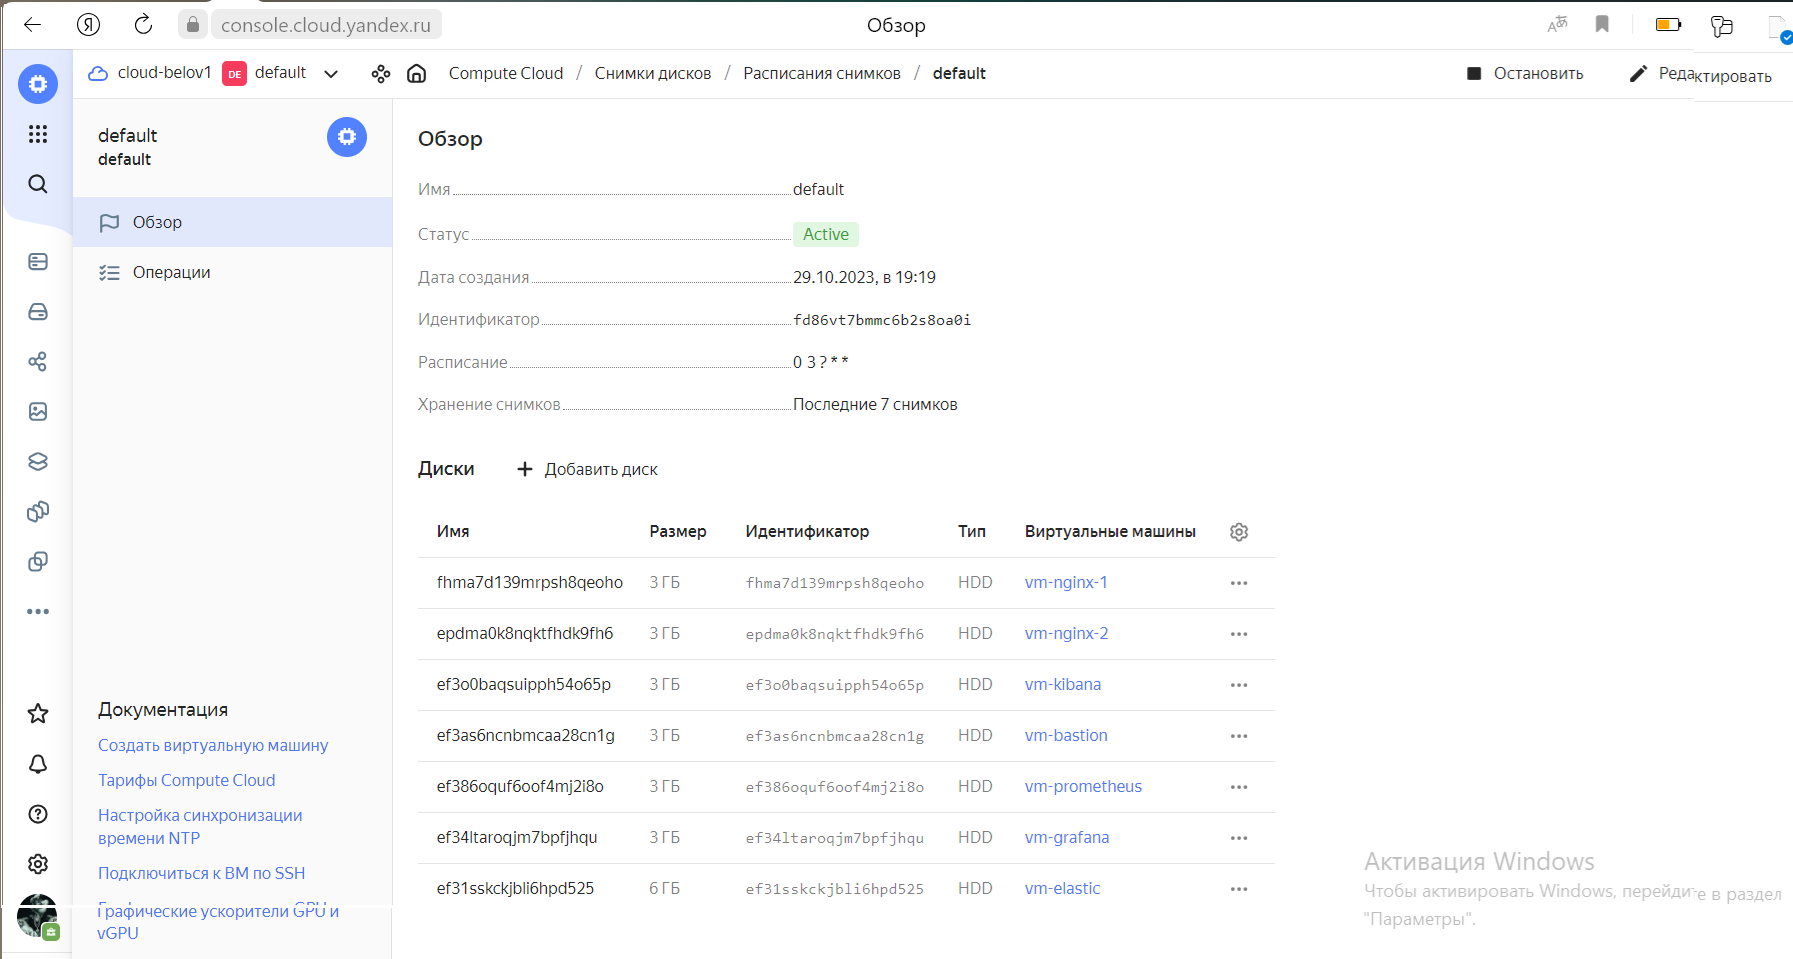 console.cloud.yandex.ru
Обзор
cloud-belov1 DE default
Compute Cloud / Снимки дисков / Расписания снимков / default
Остановить
Редактировать
default
default
Обзор
Операции
Документация
Создать виртуальную машину
Тарифы Compute Cloud
Настройка синхронизации
времени NTP
Подключиться к ВМ по SSH
Графические ускорители GPU и
vGPU
Обзор
Имя default
Статус Active
Дата создания 29.10.2023, в 19:19
Идентификатор fd86vt7bmmc6b2s8oa0i
Расписание 0 3 ? * *
Хранение снимков Последние 7 снимков
Диски + Добавить диск
Имя Размер Идентификатор Тип Виртуальные машины
fhma7d139mrpsh8qeoho 3 ГБ fhma7d139mrpsh8qeoho HDD vm-nginx-1
epdma0k8nqktfhdk9fh6 3 ГБ epdma0k8nqktfhdk9fh6 HDD vm-nginx-2
ef3o0baqsuipph54o65p 3 ГБ ef3o0baqsuipph54o65p HDD vm-kibana
ef3as6ncnbmcaa28cn1g 3 ГБ ef3as6ncnbmcaa28cn1g HDD vm-bastion
ef386oquf6oof4mj2i8o 3 ГБ ef386oquf6oof4mj2i8o HDD vm-prometheus
ef34ltaroqjm7bpfjhqu 3 ГБ ef34ltaroqjm7bpfjhqu HDD vm-grafana
ef31sskckjbli6hpd525 6 ГБ ef31sskckjbli6hpd525 HDD vm-elastic
Активация Windows
Чтобы активировать Windows, перейдите в раздел
"Параметры".